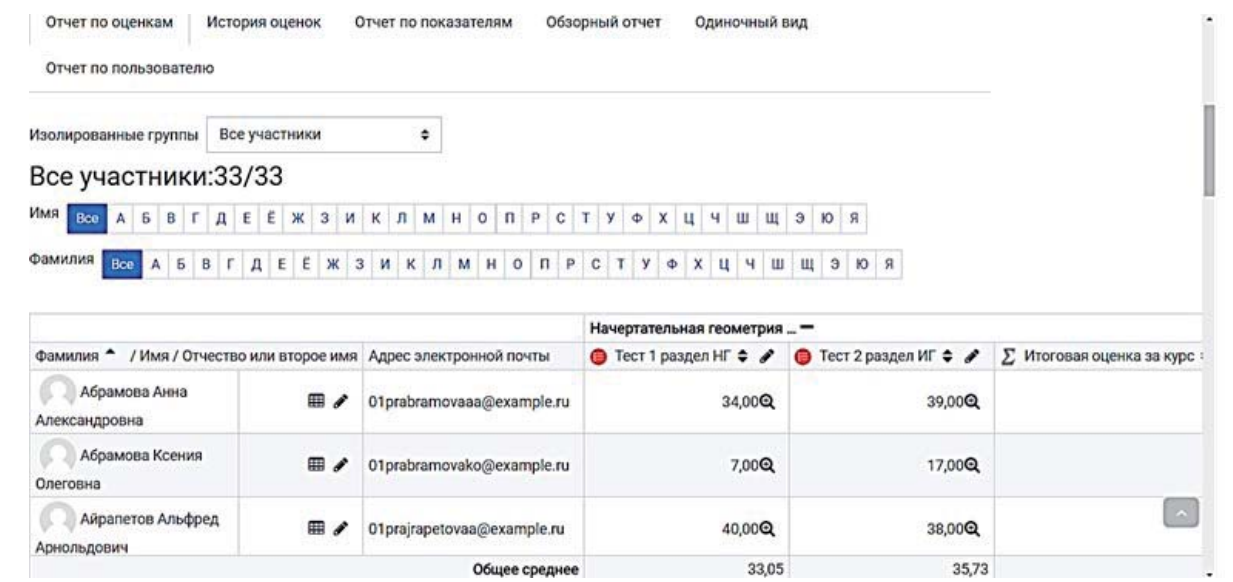 Отчет по оценкам История оценок Отчет по показателям Обзорный отчет Одиночный вид
Отчет по пользователю
Изолированные группы Все участники
Все участники:33/33
Имя Все А Б В Г Д Е Ё Ж З И К Л М Н О П Р С Т У Ф Х Ц Ч Ш Щ Э Ю Я
Фамилия Все А Б В Г Д Е Ё Ж З И К Л М Н О П Р С Т У Ф Х Ц Ч Ш Щ Э Ю Я
Начертательная геометрия ...
Фамилия / Имя / Отчество или второе имя Адрес электронной почты Тест 1 раздел НГ Тест 2 раздел ИГ Σ Итоговая оценка за курс
Абрамова Анна
Александровна
01prabramovaaa@example.ru 34,00 39,00
Абрамова Ксения
Олеговна
01prabramovako@example.ru 7,00 17,00
Айрапетов Альфред
Арнольдович
01prajrapetovaa@example.ru 40,00 38,00
Общее среднее 33,05 35,73